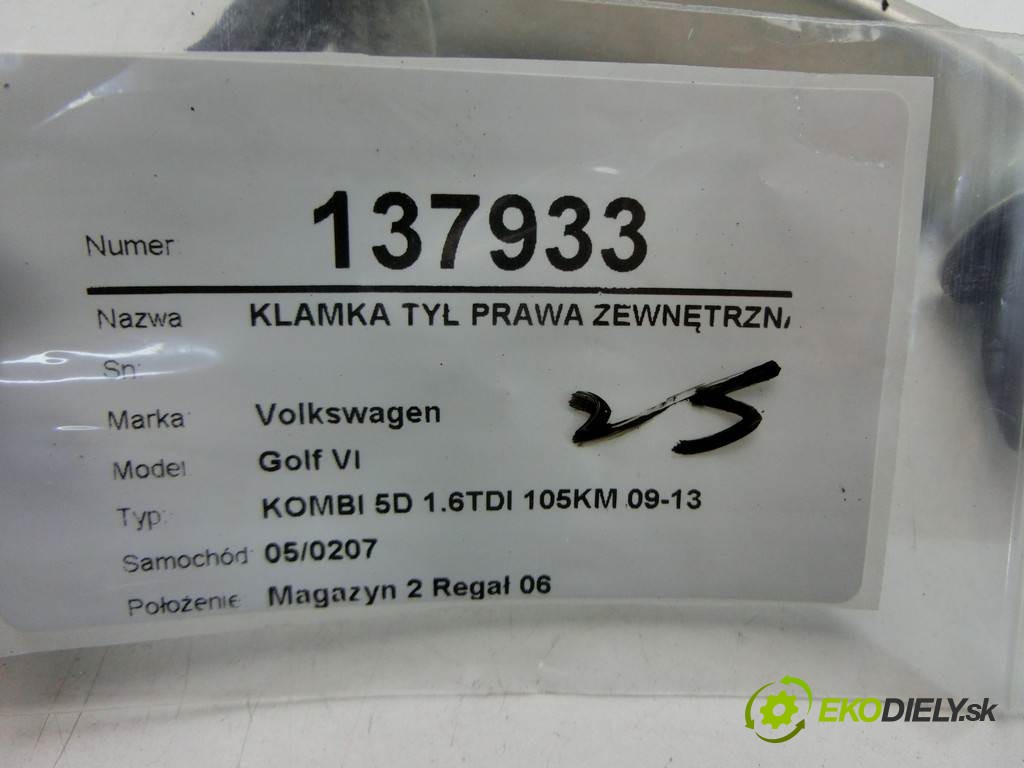 Numer: 137933
Nazwa KLAMKA TYŁ PRAWA ZEWNĘTRZNA
Sn:
Marka Volkswagen
25
Model Golf VI
Typ: KOMBI 5D 1.6TDI 105KM 09-13
Samochód 05/0207
Położenie Magazyn 2 Regał 06
EKODIELY.sk